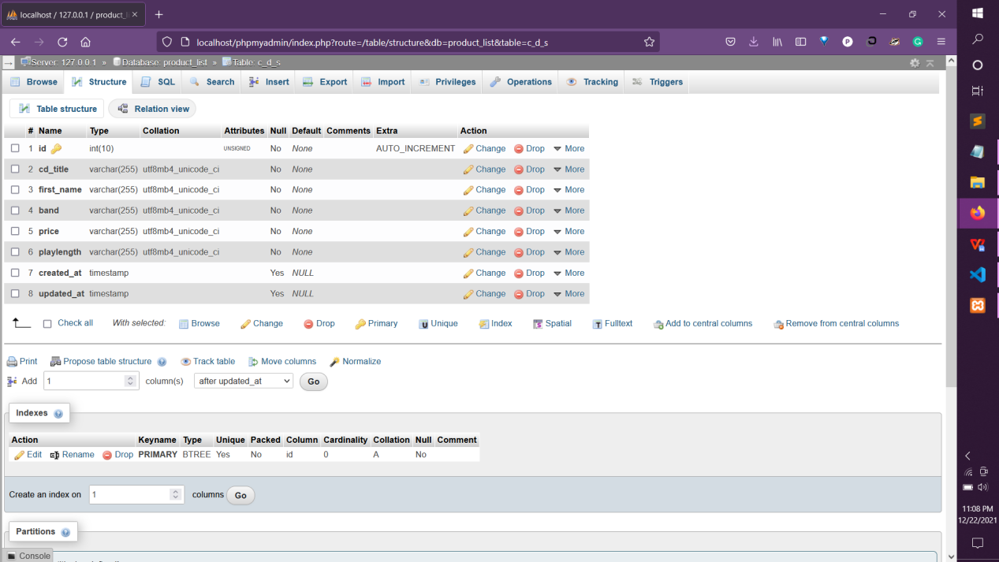 localhost / 127.0.0.1 / product_li
localhost/phpmyadmin/index.php?route=/table/structure&db=product_list&table=c_d_s
Server: 127.0.0.1 » Database: product_list » Table: c_d_s
Browse Structure SQL Search Insert Export Import Privileges Operations Tracking Triggers
Table structure Relation view
# Name Type Collation Attributes Null Default Comments Extra Action
1 id int(10) UNSIGNED No None AUTO_INCREMENT Change Drop More
2 cd_title varchar(255) utf8mb4_unicode_ci No None Change Drop More
3 first_name varchar(255) utf8mb4_unicode_ci No None Change Drop More
4 band varchar(255) utf8mb4_unicode_ci No None Change Drop More
5 price varchar(255) utf8mb4_unicode_ci No None Change Drop More
6 playlength varchar(255) utf8mb4_unicode_ci No None Change Drop More
7 created_at timestamp Yes NULL Change Drop More
8 updated_at timestamp Yes NULL Change Drop More
Check all With selected: Browse Change Drop Primary Unique Index Spatial Fulltext Add to central columns Remove from central columns
Print Propose table structure Track table Move columns Normalize
Add 1 column(s) after updated_at Go
Indexes
Action Keyname Type Unique Packed Column Cardinality Collation Null Comment
Edit Rename Drop PRIMARY BTREE Yes No id 0 A No
Create an index on 1 columns Go
Partitions
Console
11:08 PM
12/22/2021